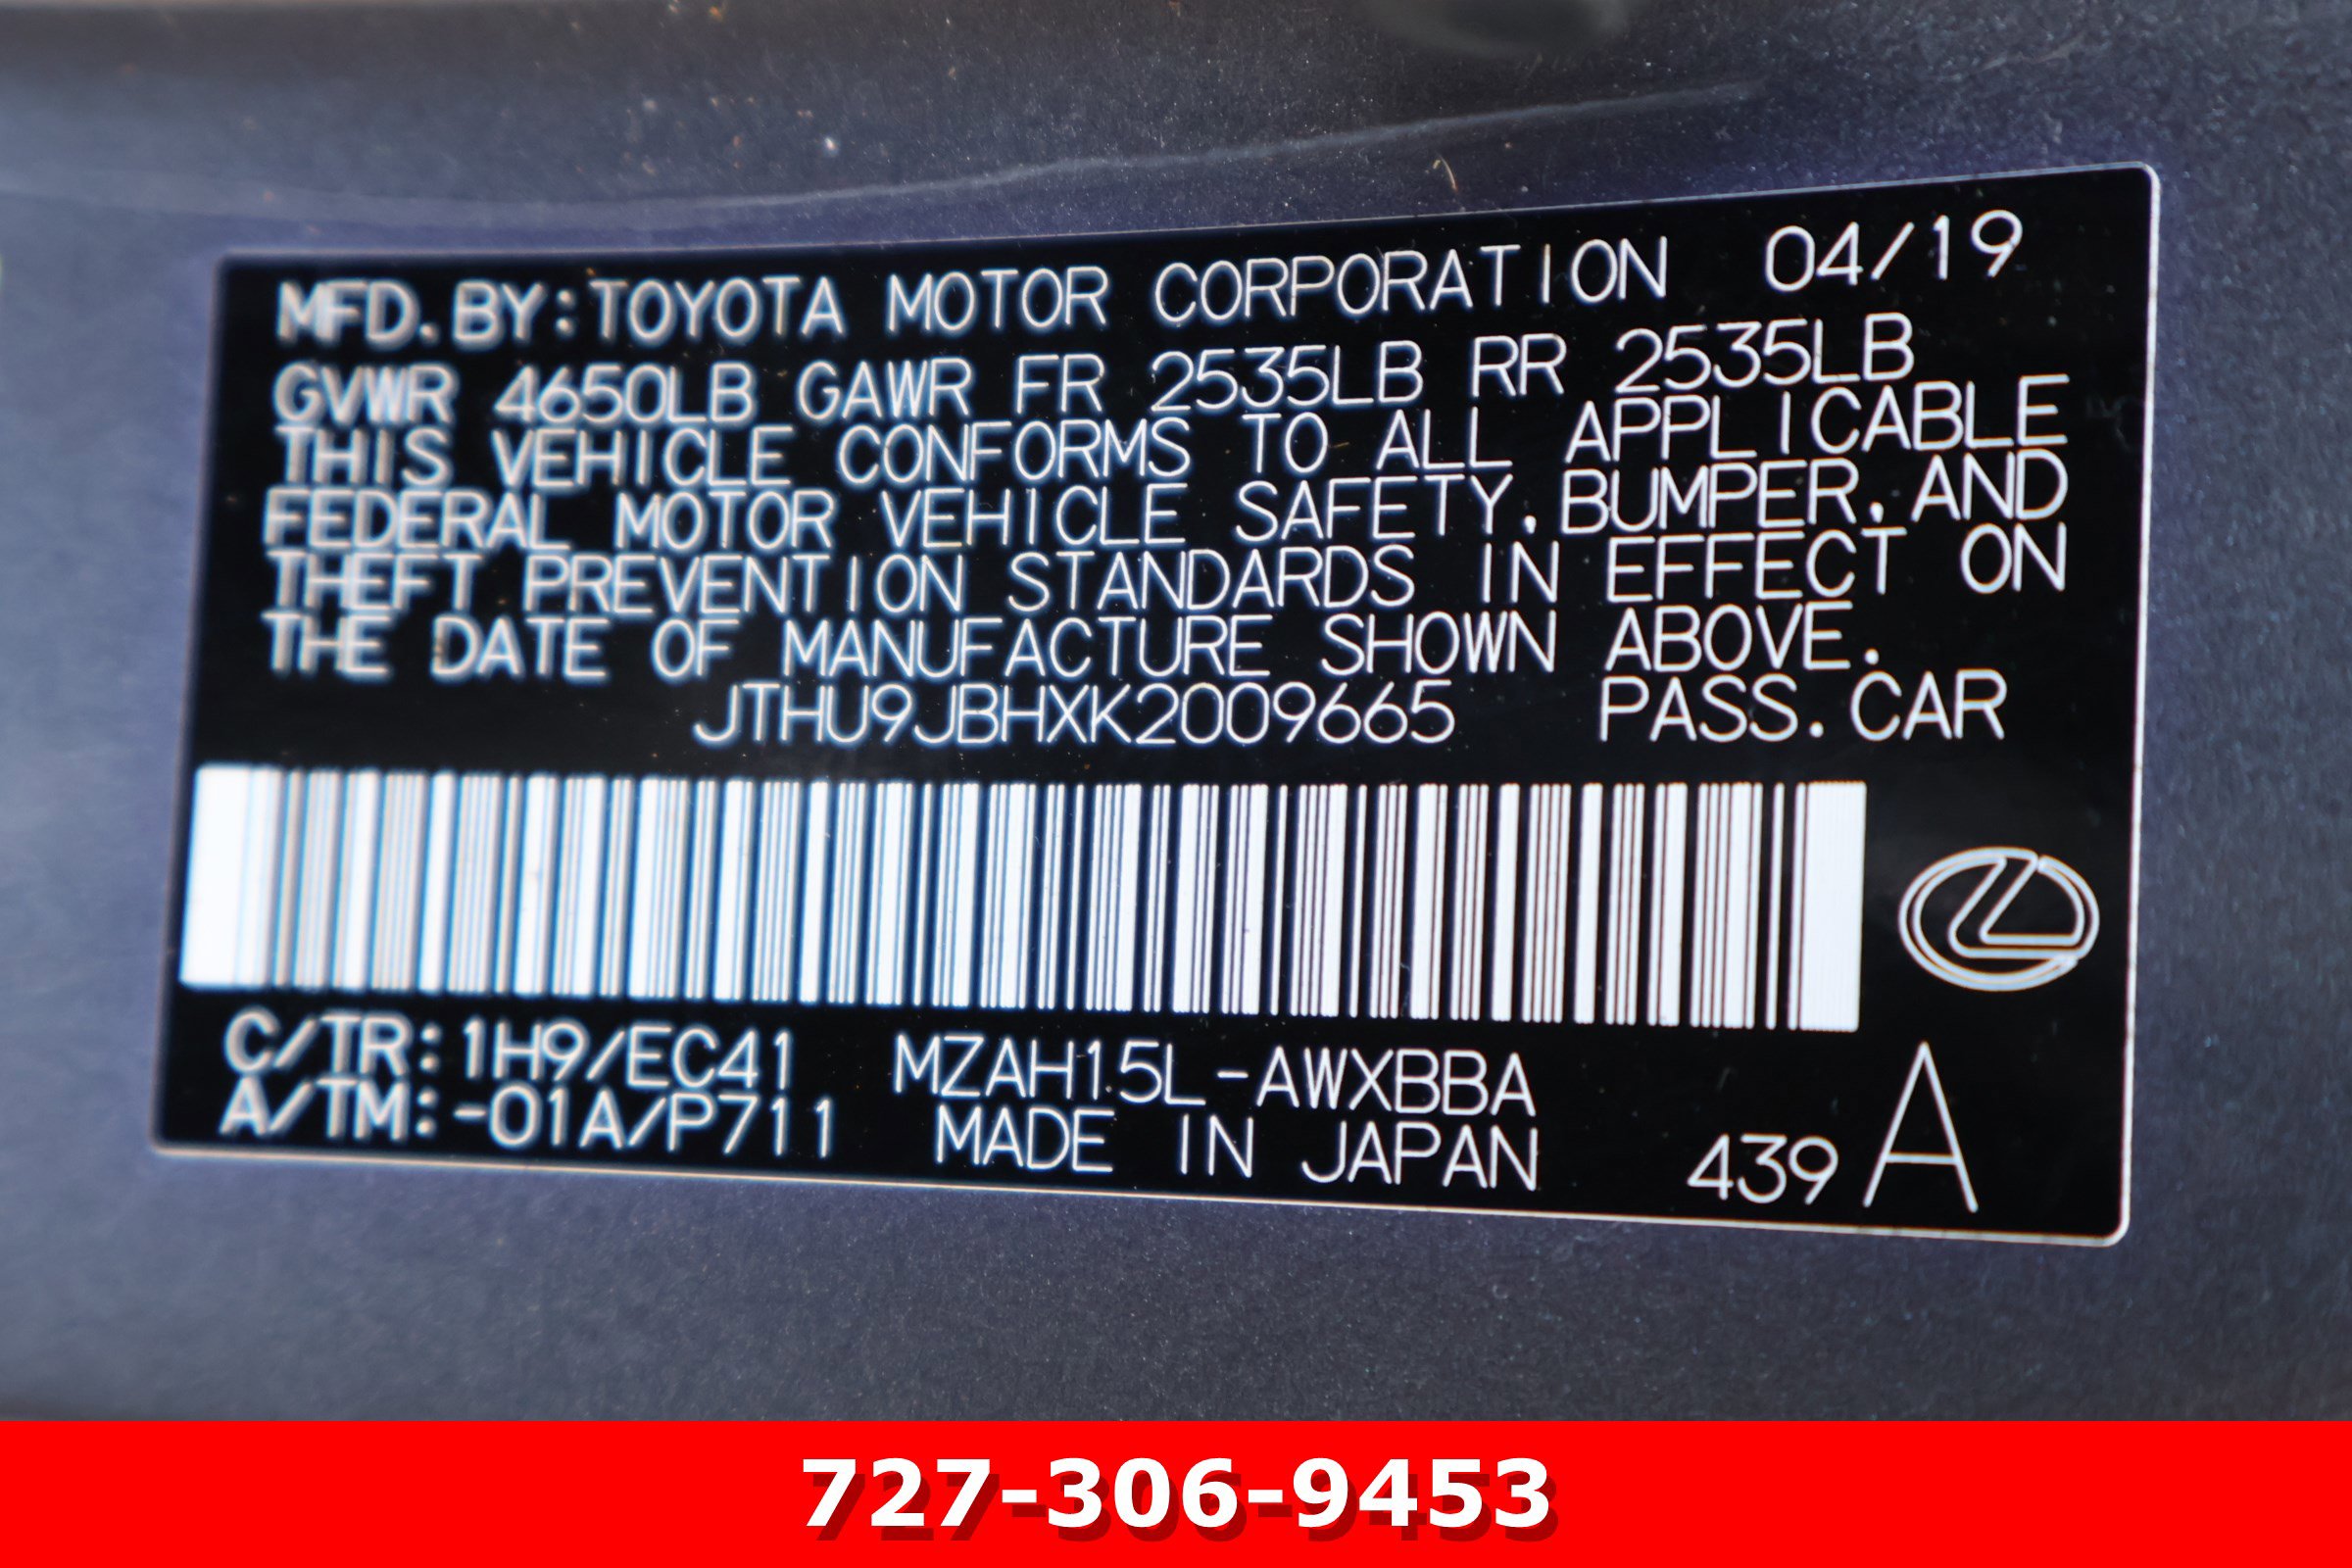 MFD. BY: TOYOTA MOTOR CORPORATION 04/19
GVWR 4650LB GAWR FR 2535LB RR 2535LB
THIS VEHICLE CONFORMS TO ALL APPLICABLE
FEDERAL MOTOR VEHICLE SAFETY, BUMPER, AND
THEFT PREVENTION STANDARDS IN EFFECT ON
THE DATE OF MANUFACTURE SHOWN ABOVE.
JTHU9JBHXK2009665 PASS. CAR
C/TR: 1H9/EC41 MZAH15L-AWXBBA
A/TM: -01A/P711 MADE IN JAPAN 439 A
727-306-9453